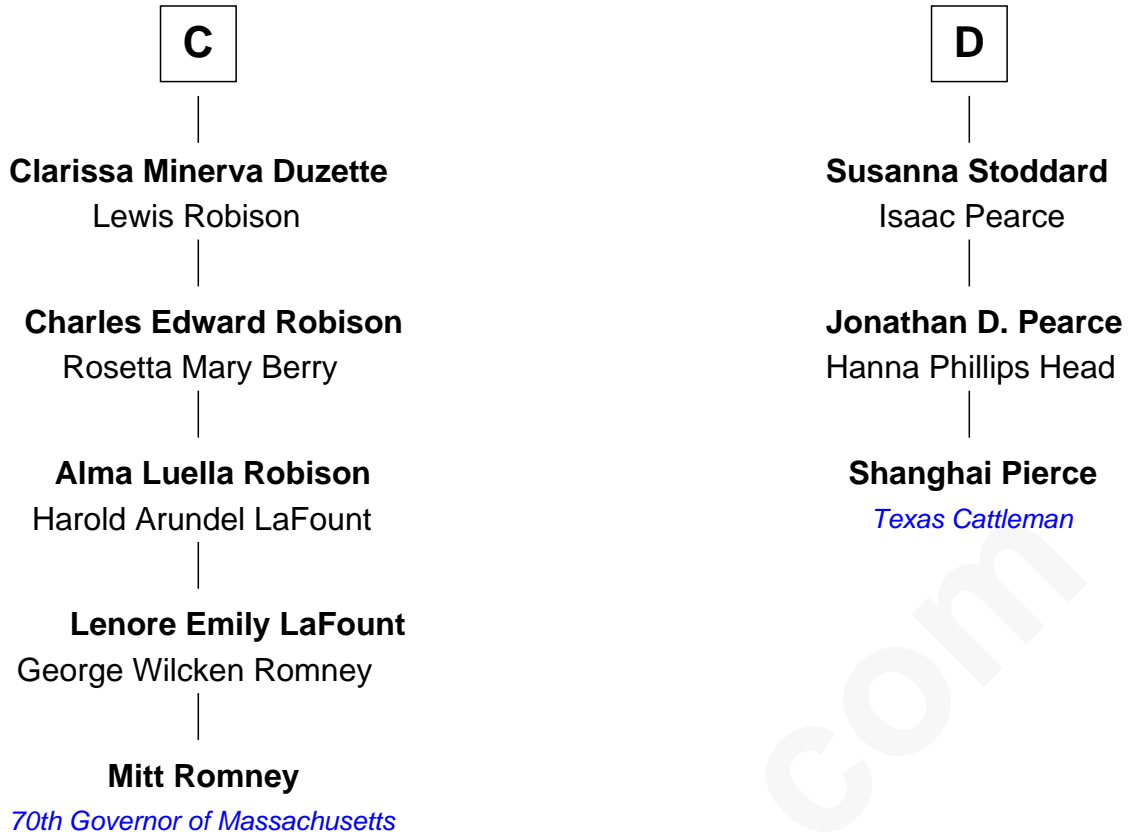 C
Clarissa Minerva Duzette
Lewis Robison
Charles Edward Robison
Rosetta Mary Berry
Alma Luella Robison
Harold Arundel LaFount
Lenore Emily LaFount
George Wilcken Romney
Mitt Romney
70th Governor of Massachusetts
D
Susanna Stoddard
Isaac Pearce
Jonathan D. Pearce
Hanna Phillips Head
Shanghai Pierce
Texas Cattleman
com